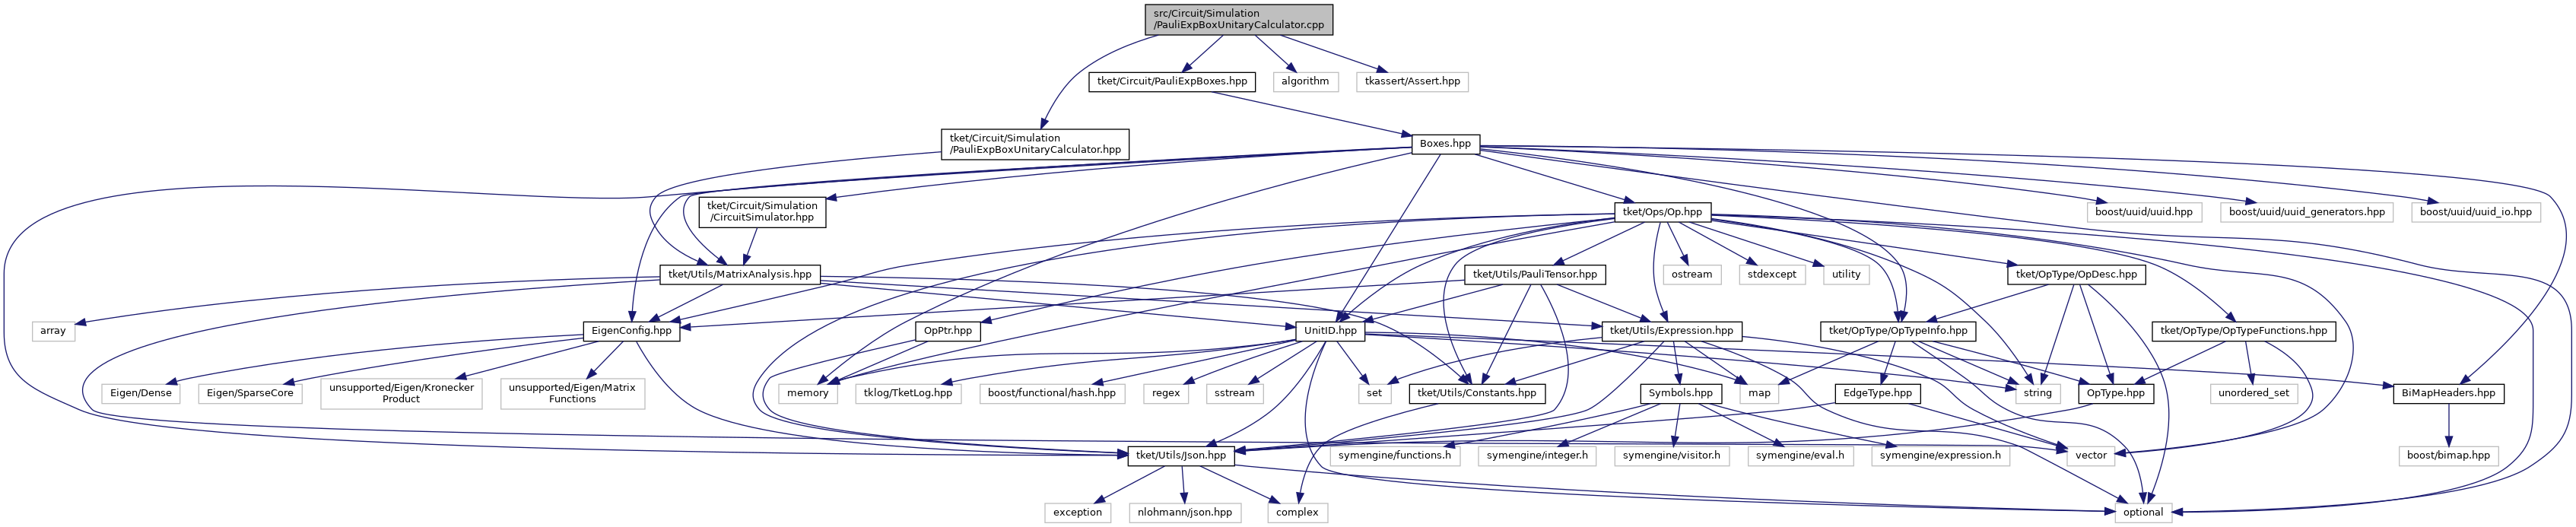 src/Circuit/Simulation
/PauliExpBoxUnitaryCalculator.cpp
tket/Circuit/PauliExpBoxes.hpp
algorithm
tkassert/Assert.hpp
tket/Circuit/Simulation
/PauliExpBoxUnitaryCalculator.hpp
Boxes.hpp
tket/Circuit/Simulation
/CircuitSimulator.hpp
tket/Ops/Op.hpp
boost/uuid/uuid.hpp
boost/uuid/uuid_generators.hpp
boost/uuid/uuid_io.hpp
tket/Utils/MatrixAnalysis.hpp
tket/Utils/PauliTensor.hpp
ostream
stdexcept
utility
tket/OpType/OpDesc.hpp
array
EigenConfig.hpp
OpPtr.hpp
UnitID.hpp
tket/Utils/Expression.hpp
tket/OpType/OpTypeInfo.hpp
tket/OpType/OpTypeFunctions.hpp
Eigen/Dense
Eigen/SparseCore
unsupported/Eigen/Kronecker
Product
unsupported/Eigen/Matrix
Functions
memory
tklog/TketLog.hpp
boost/functional/hash.hpp
regex
sstream
set
tket/Utils/Constants.hpp
Symbols.hpp
map
EdgeType.hpp
string
OpType.hpp
unordered_set
BiMapHeaders.hpp
tket/Utils/Json.hpp
symengine/functions.h
symengine/integer.h
symengine/visitor.h
symengine/eval.h
symengine/expression.h
vector
boost/bimap.hpp
exception
nlohmann/json.hpp
complex
optional